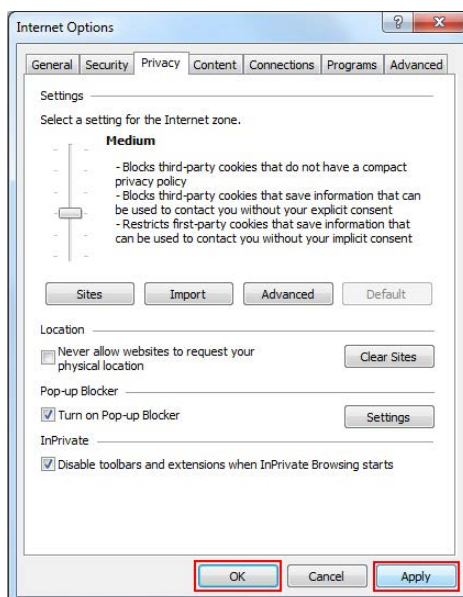 Internet Options
General Security Privacy Content Connections Programs Advanced
Settings
Select a setting for the Internet zone.
Medium
- Blocks third-party cookies that do not have a compact
privacy policy
- Blocks third-party cookies that save information that can
be used to contact you without your explicit consent
- Restricts first-party cookies that save information that
can be used to contact you without your implicit consent
Sites Import Advanced Default
Location
Never allow websites to request your
physical location
Clear Sites
Pop-up Blocker
Turn on Pop-up Blocker Settings
InPrivate
Disable toolbars and extensions when InPrivate Browsing starts
OK Cancel Apply